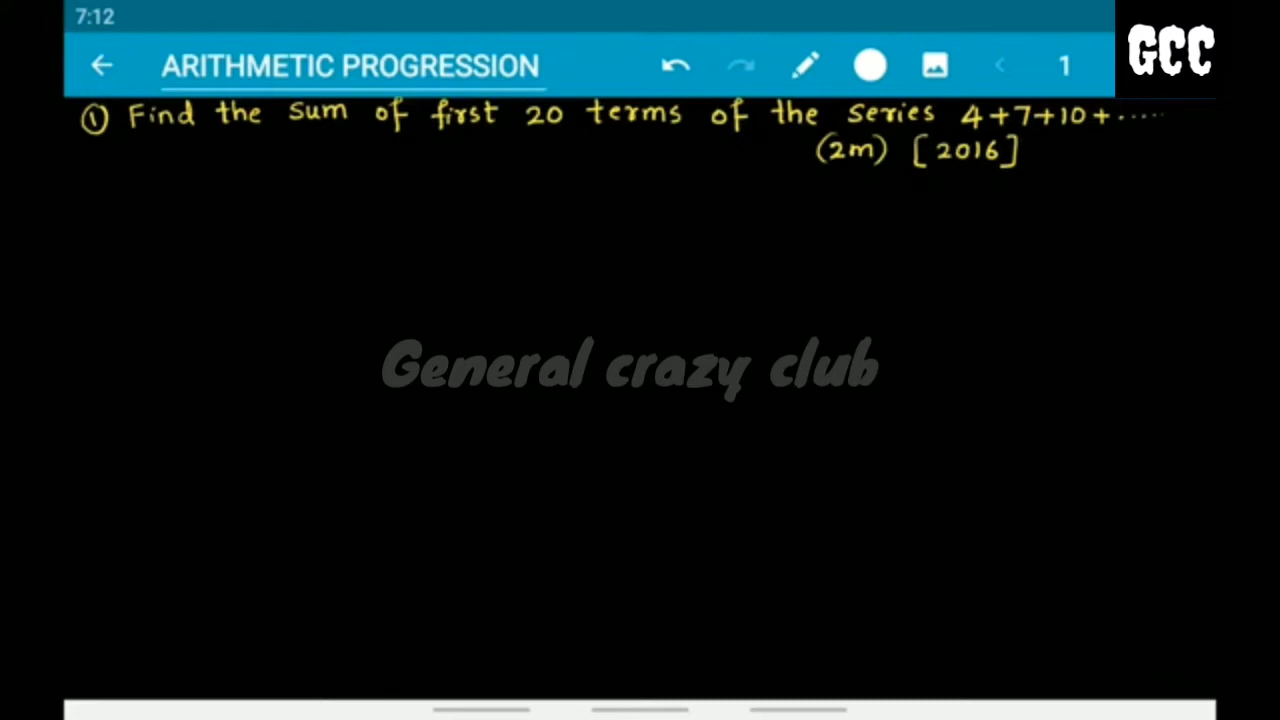 7:12
GCC
ARITHMETIC PROGRESSION
1
① Find the sum of first 20 terms of the series 4+7+10+.....
(2m) [2016]
General crazy club